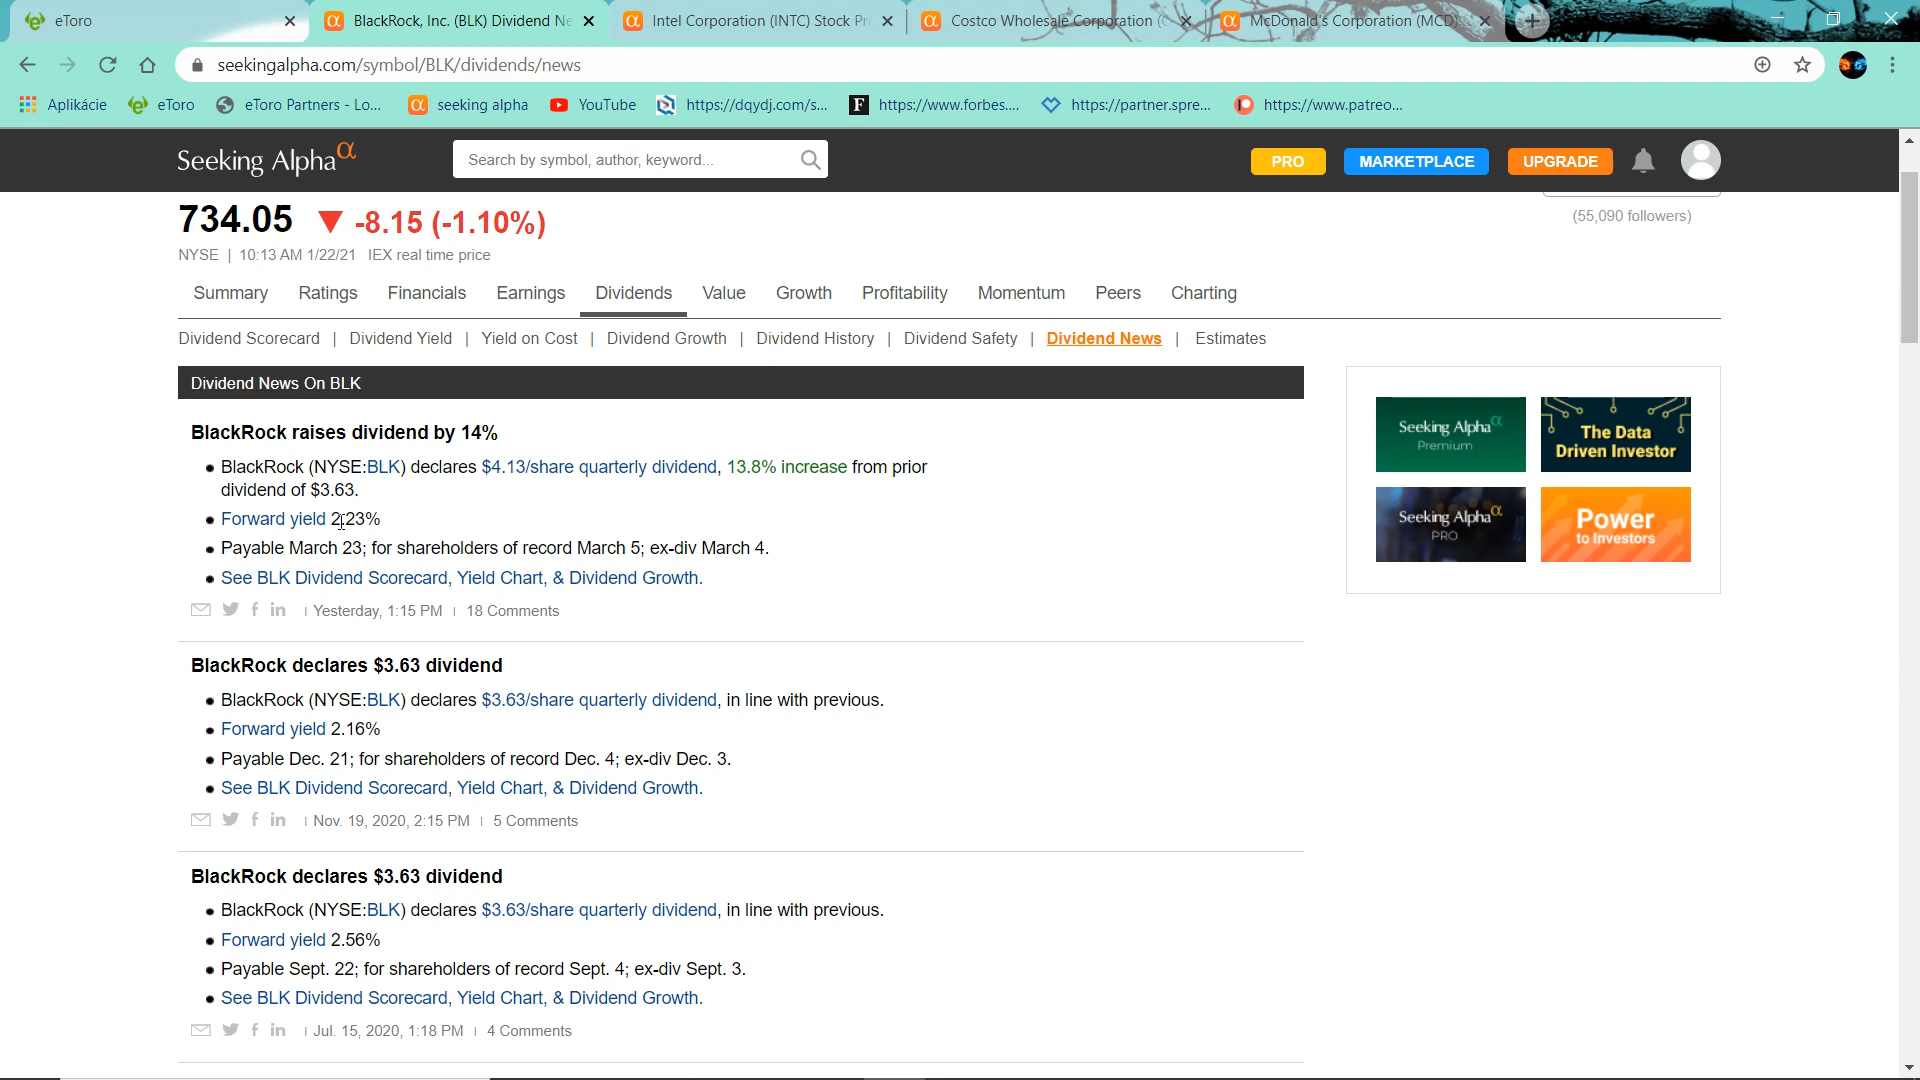 eToro
BlackRock, Inc. (BLK) Dividend Ne
Intel Corporation (INTC) Stock Pri
Costco Wholesale Corporation (C
McDonald's Corporation (MCD)
seekingalpha.com/symbol/BLK/dividends/news
Aplikácie
eToro
eToro Partners - Lo...
seeking alpha
YouTube
https://dqydj.com/s...
https://www.forbes....
https://partner.spre...
https://www.patreo...
Seeking Alpha α
Search by symbol, author, keyword...
PRO
MARKETPLACE
UPGRADE
734.05 ▼ -8.15 (-1.10%)
(55,090 followers)
NYSE | 10:13 AM 1/22/21 IEX real time price
Summary Ratings Financials Earnings Dividends Value Growth Profitability Momentum Peers Charting
Dividend Scorecard | Dividend Yield | Yield on Cost | Dividend Growth | Dividend History | Dividend Safety | Dividend News | Estimates
Dividend News On BLK
BlackRock raises dividend by 14%
• BlackRock (NYSE:BLK) declares $4.13/share quarterly dividend, 13.8% increase from prior
dividend of $3.63.
• Forward yield 2.23%
• Payable March 23; for shareholders of record March 5; ex-div March 4.
• See BLK Dividend Scorecard, Yield Chart, & Dividend Growth.
Yesterday, 1:15 PM | 18 Comments
BlackRock declares $3.63 dividend
• BlackRock (NYSE:BLK) declares $3.63/share quarterly dividend, in line with previous.
• Forward yield 2.16%
• Payable Dec. 21; for shareholders of record Dec. 4; ex-div Dec. 3.
• See BLK Dividend Scorecard, Yield Chart, & Dividend Growth.
Nov. 19, 2020, 2:15 PM | 5 Comments
BlackRock declares $3.63 dividend
• BlackRock (NYSE:BLK) declares $3.63/share quarterly dividend, in line with previous.
• Forward yield 2.56%
• Payable Sept. 22; for shareholders of record Sept. 4; ex-div Sept. 3.
• See BLK Dividend Scorecard, Yield Chart, & Dividend Growth.
Jul. 15, 2020, 1:18 PM | 4 Comments
Seeking Alpha α
Premium
The Data
Driven Investor
Seeking Alpha α
PRO
Power
to Investors